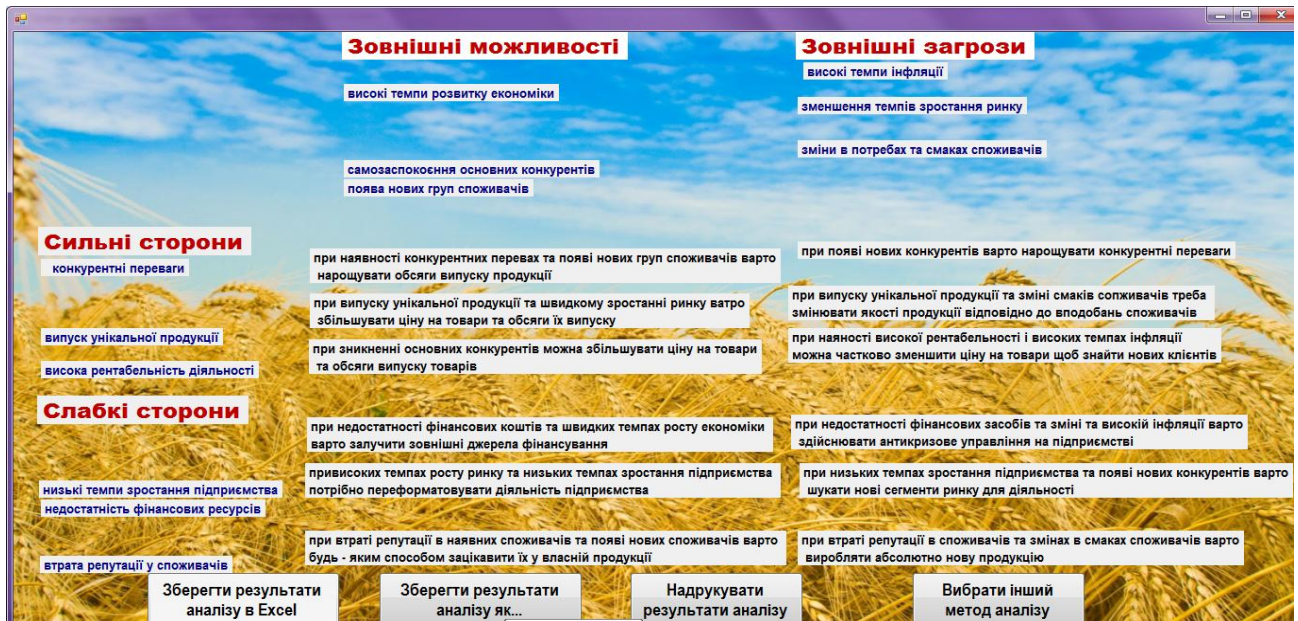 Зовнішні можливості
Зовнішні загрози
високі темпи інфляції
високі темпи розвитку економіки
зменшення темпів зростання ринку
зміни в потребах та смаках споживачів
самозаспокоєння основних конкурентів
поява нових груп споживачів
Сильні сторони
конкурентні переваги
випуск унікальної продукції
висока рентабельність діяльності
при наявності конкурентних перевах та появі нових груп споживачів варто
нарощувати обсяги випуску продукції
при випуску унікальної продукції та швидкому зростанні ринку ватро
збільшувати ціну на товари та обсяги їх випуску
при зникненні основних конкурентів можна збільшувати ціну на товари
та обсяги випуску товарів
при появі нових конкурентів варто нарощувати конкурентні переваги
при випуску унікальної продукції та зміні смаків сопживачів треба
змінювати якості продукції відповідно до вподобань споживачів
при наяності високої рентабельності і високих темпах інфляції
можна частково зменшити ціну на товари щоб знайти нових клієнтів
Слабкі сторони
низькі темпи зростання підприємства
недостатність фінансових ресурсів
втрата репутації у споживачів
при недостатності фінансових коштів та швидких темпах росту економіки
варто залучити зовнішні джерела фінансування
привисоких темпах росту ринку та низьких темпах зростання підприємства
потрібно переформатовувати діяльність підприємства
при втраті репутації в наявних споживачів та появі нових споживачів варто
будь - яким способом зацікавити їх у власній продукції
при недостатності фінансових засобів та зміні та високій інфляції варто
здійснювати антикризове управління на підприємстві
при низьких темпах зростання підприємства та появі нових конкурентів варто
шукати нові сегменти ринку для діяльності
при втраті репутації в споживачів та змінах в смаках споживачів варто
виробляти абсолютно нову продукцію
Зберегти результати
аналізу в Excel
Зберегти результати
аналізу як...
Надрукувати
результати аналізу
Вибрати інший
метод аналізу